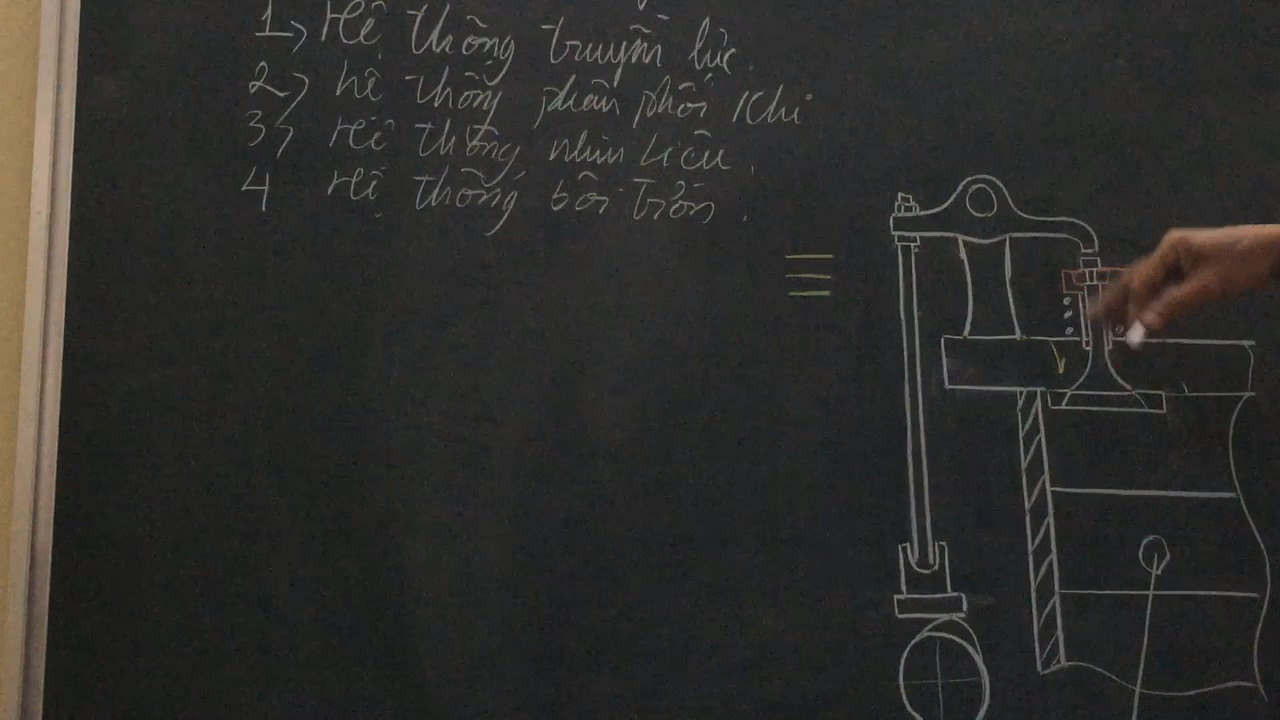 1, Hệ thống truyền lực.
2, hệ thống phân phối khí
3, Hệ thống nhiên liệu.
4 Hệ thống bôi trơn.